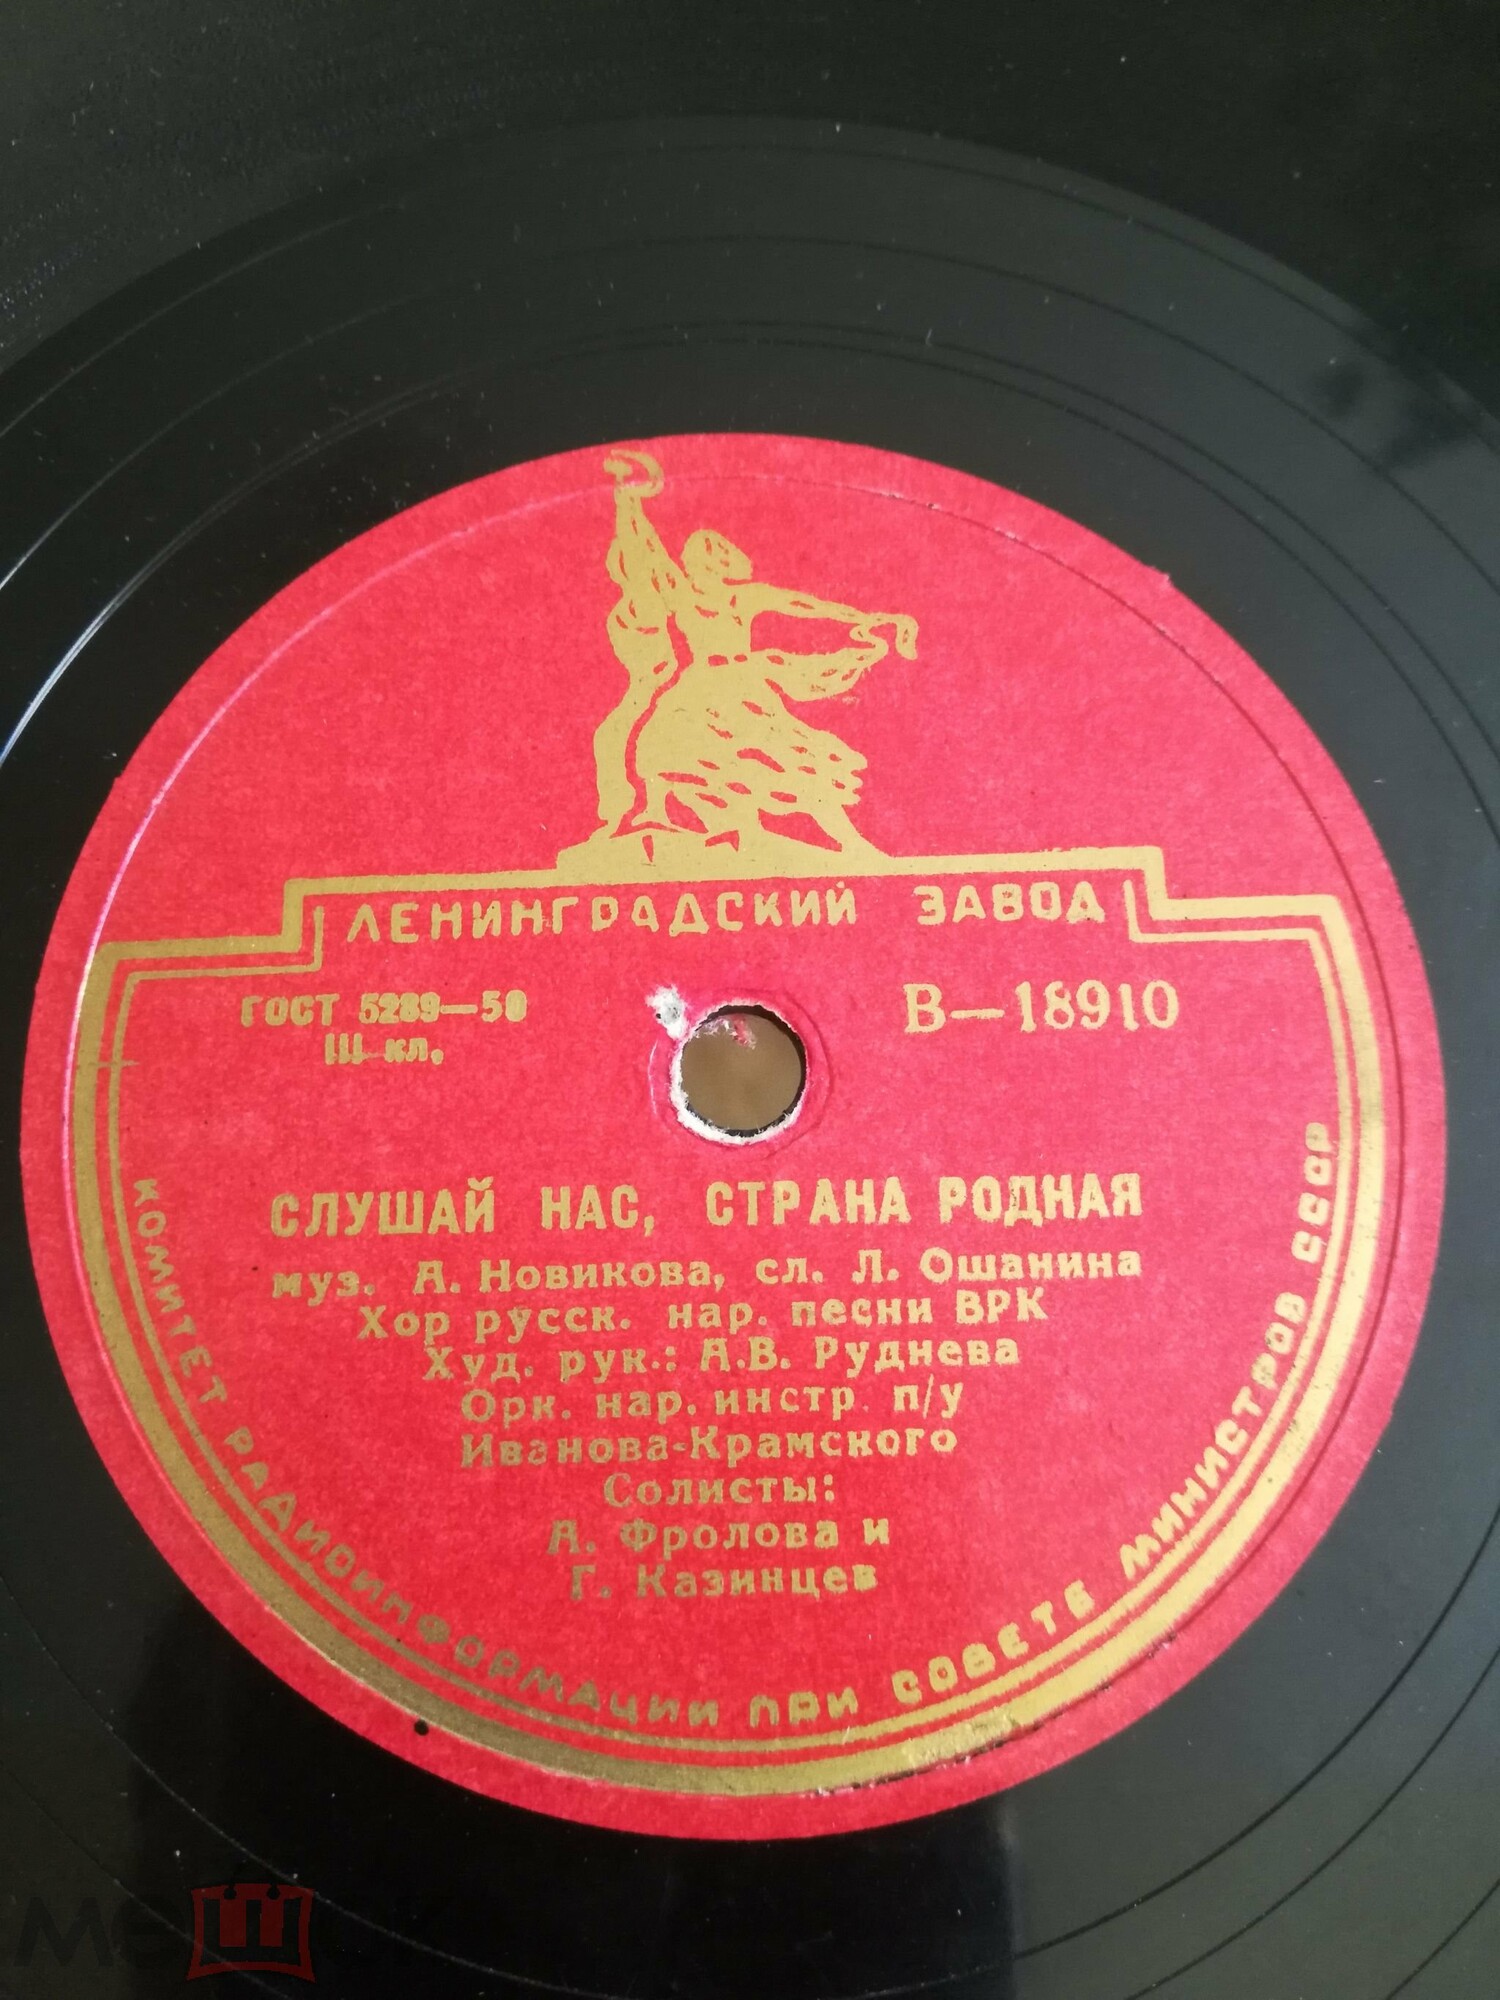 ЛЕНИНГРАДСКИЙ ЗАВОД
ГОСТ 5289—50
III кл.
В—18910
СЛУШАЙ НАС, СТРАНА РОДНАЯ
муз. А. Новикова, сл. Л. Ошанина
Хор русск. нар. песни ВРК
Худ. рук.: А.В. Руднева
Орк. нар. инстр. п/у
Иванова-Крамского
Солисты:
А. Фролова и
Г. Казинцев
КОМИТЕТ РАДИОИНФОРМАЦИИ ПРИ СОВЕТЕ МИНИСТРОВ СССР